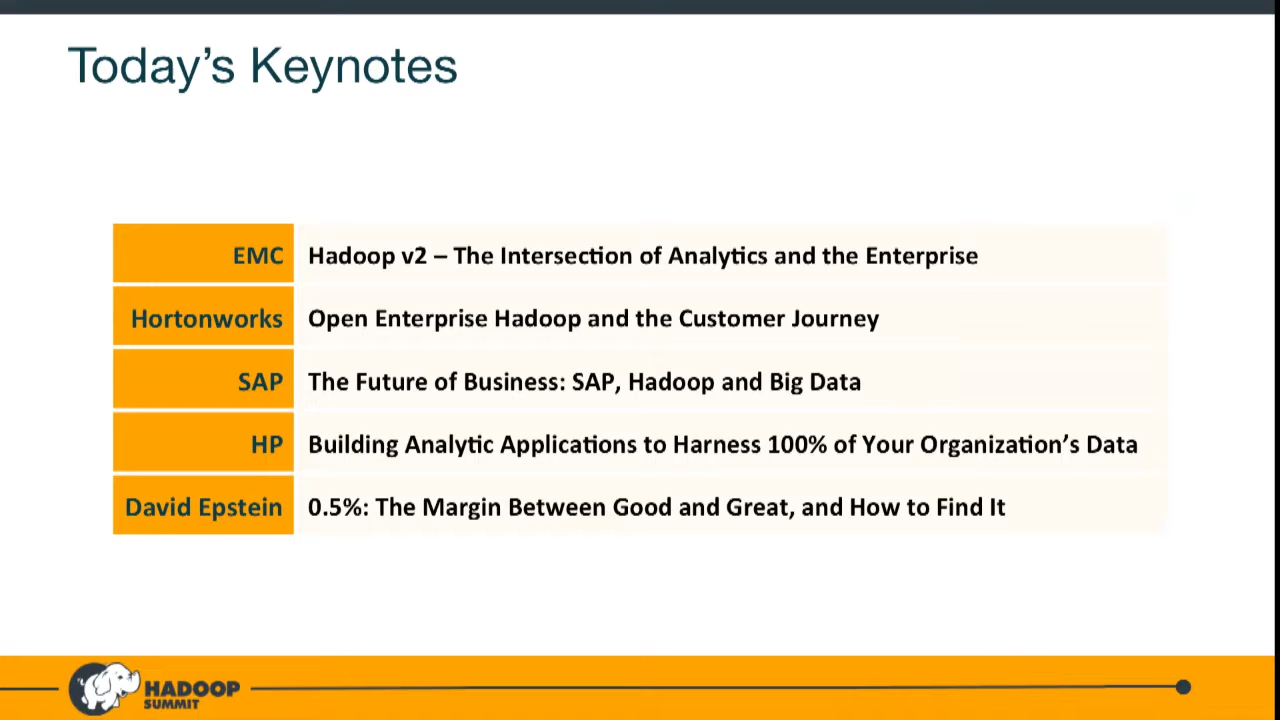 Today’s Keynotes
EMC Hadoop v2 – The Intersection of Analytics and the Enterprise
Hortonworks Open Enterprise Hadoop and the Customer Journey
SAP The Future of Business: SAP, Hadoop and Big Data
HP Building Analytic Applications to Harness 100% of Your Organization’s Data
David Epstein 0.5%: The Margin Between Good and Great, and How to Find It
HADOOP
SUMMIT